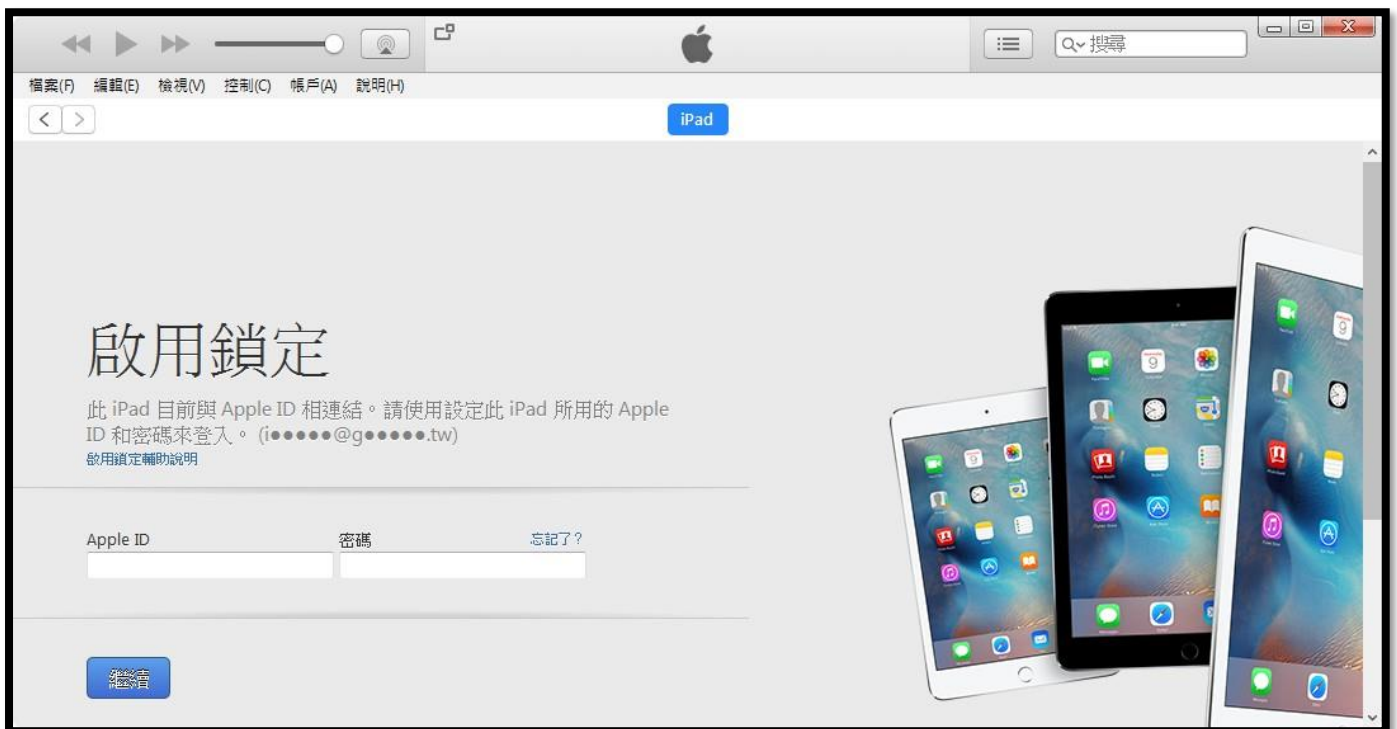 搜尋
檔案(F) 編輯(E) 檢視(V) 控制(C) 帳戶(A) 說明(H)
iPad
啟用鎖定
此 iPad 目前與 Apple ID 相連結。請使用設定此 iPad 所用的 Apple
ID 和密碼來登入。 (i●●●●●@g●●●●●.tw)
啟用鎖定輔助說明
Apple ID 密碼 忘記了?
繼續